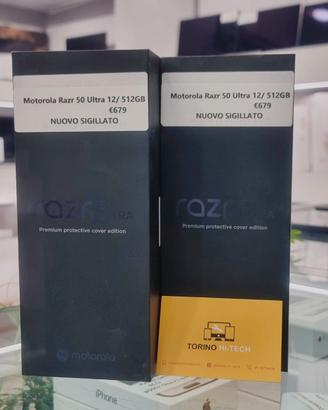 Motorola Razr 50 Ultra 12/ 512GB
€679
NUOVO SIGILLATO
razr
Premium protective cover edition
motorola
Motorola Razr 50 Ultra 12/ 512GB
€679
NUOVO SIGILLATO
razr
Premium protective cover edition
TORINO HI-TECH
iPhone